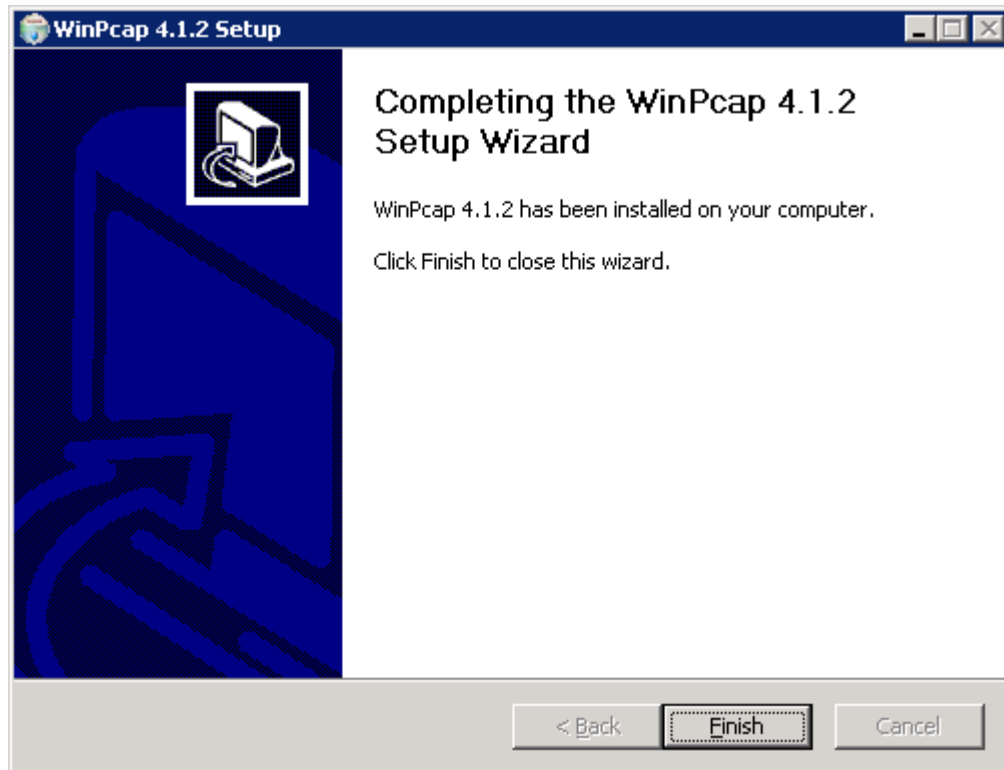 WinPcap 4.1.2 Setup
Completing the WinPcap 4.1.2
Setup Wizard
WinPcap 4.1.2 has been installed on your computer.
Click Finish to close this wizard.
< Back
Finish
Cancel